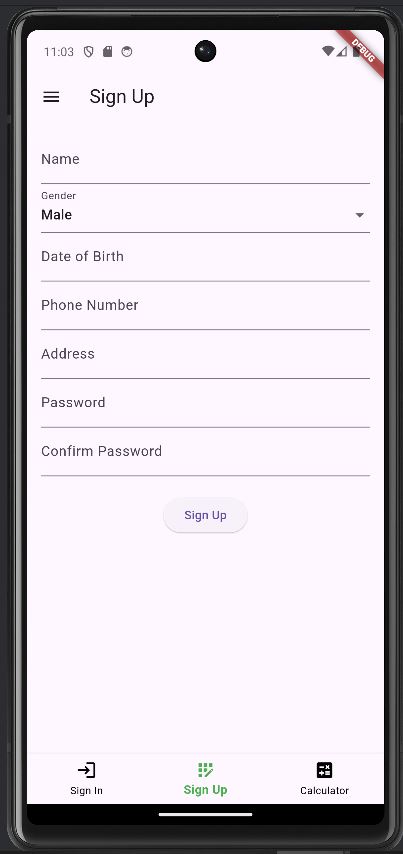 11:03
DEBUG
Sign Up
Name
Gender
Male
Date of Birth
Phone Number
Address
Password
Confirm Password
Sign Up
Sign In
Sign Up
Calculator